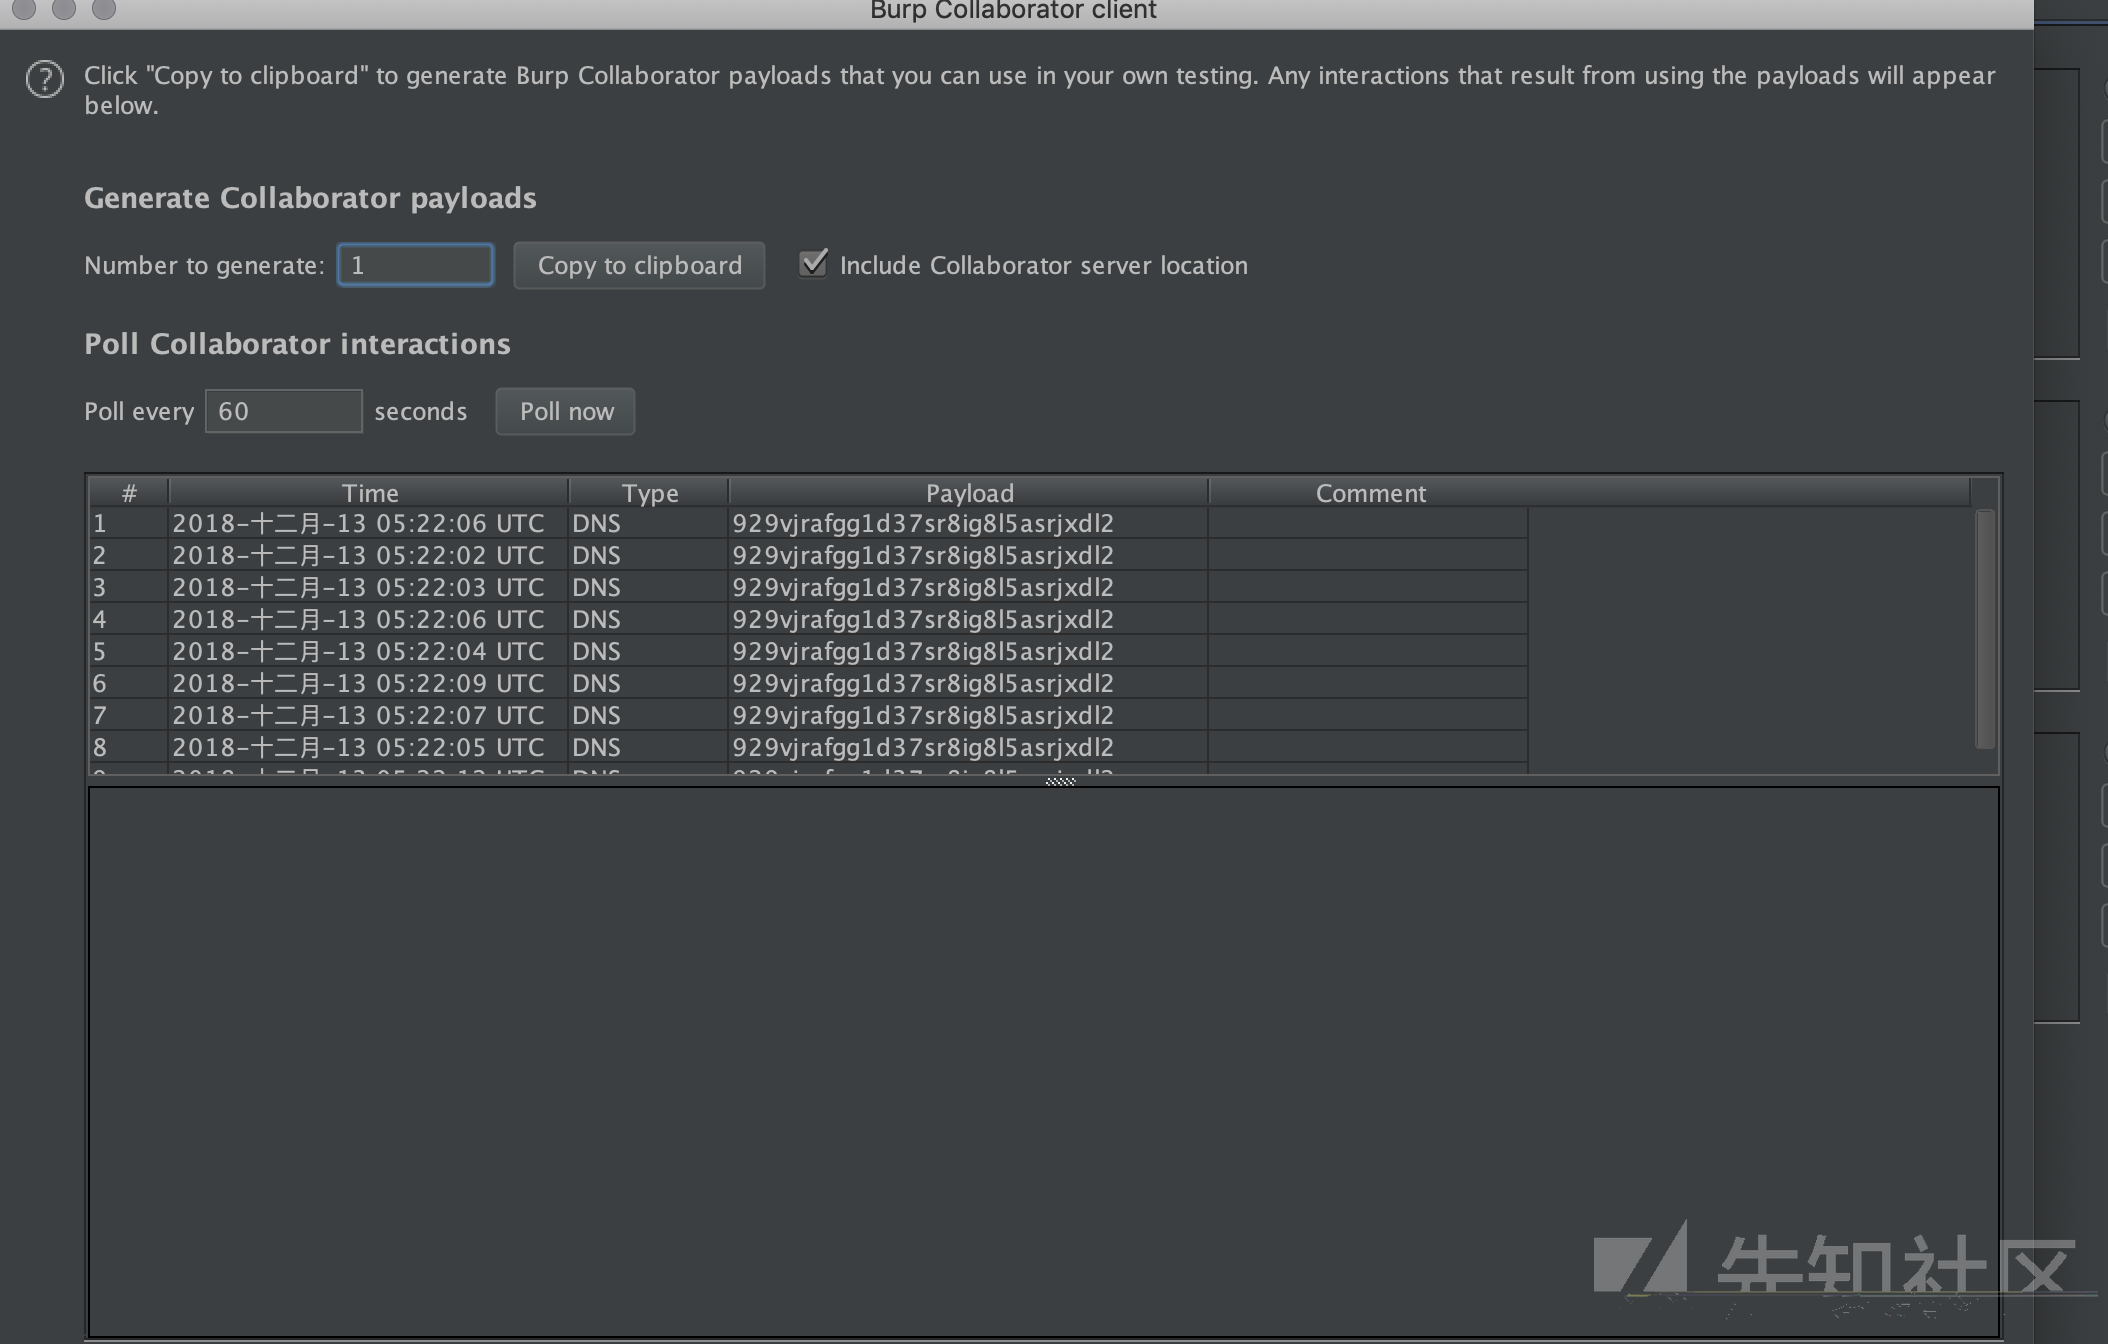 Burp Collaborator client
Click "Copy to clipboard" to generate Burp Collaborator payloads that you can use in your own testing. Any interactions that result from using the payloads will appear
below.
Generate Collaborator payloads
Number to generate: 1 Copy to clipboard Include Collaborator server location
Poll Collaborator interactions
Poll every 60 seconds Poll now
# Time Type Payload Comment
1 2018-十二月-13 05:22:06 UTC DNS 929vjrafgg1d37sr8ig8l5asrjxdl2
2 2018-十二月-13 05:22:02 UTC DNS 929vjrafgg1d37sr8ig8l5asrjxdl2
3 2018-十二月-13 05:22:03 UTC DNS 929vjrafgg1d37sr8ig8l5asrjxdl2
4 2018-十二月-13 05:22:06 UTC DNS 929vjrafgg1d37sr8ig8l5asrjxdl2
5 2018-十二月-13 05:22:04 UTC DNS 929vjrafgg1d37sr8ig8l5asrjxdl2
6 2018-十二月-13 05:22:09 UTC DNS 929vjrafgg1d37sr8ig8l5asrjxdl2
7 2018-十二月-13 05:22:07 UTC DNS 929vjrafgg1d37sr8ig8l5asrjxdl2
8 2018-十二月-13 05:22:05 UTC DNS 929vjrafgg1d37sr8ig8l5asrjxdl2
先知社区